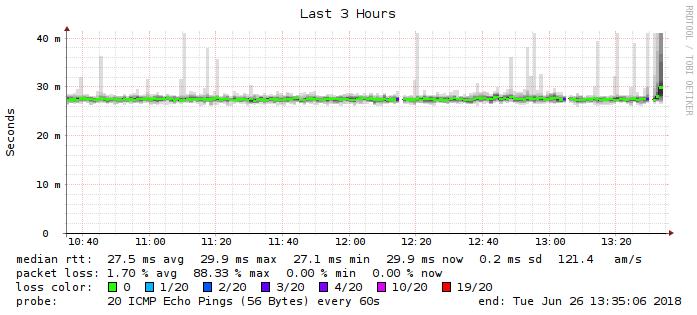 Last 3 Hours
RRDTOOL / TOBI OETIKER
Seconds
40 m
30 m
20 m
10 m
0
10:40 11:00 11:20 11:40 12:00 12:20 12:40 13:00 13:20
median rtt: 27.5 ms avg 29.9 ms max 27.1 ms min 29.9 ms now 0.2 ms sd 121.4 am/s
packet loss: 1.70 % avg 88.33 % max 0.00 % min 0.00 % now
loss color: 0 1/20 2/20 3/20 4/20 10/20 19/20
probe: 20 ICMP Echo Pings (56 Bytes) every 60s end: Tue Jun 26 13:35:06 2018